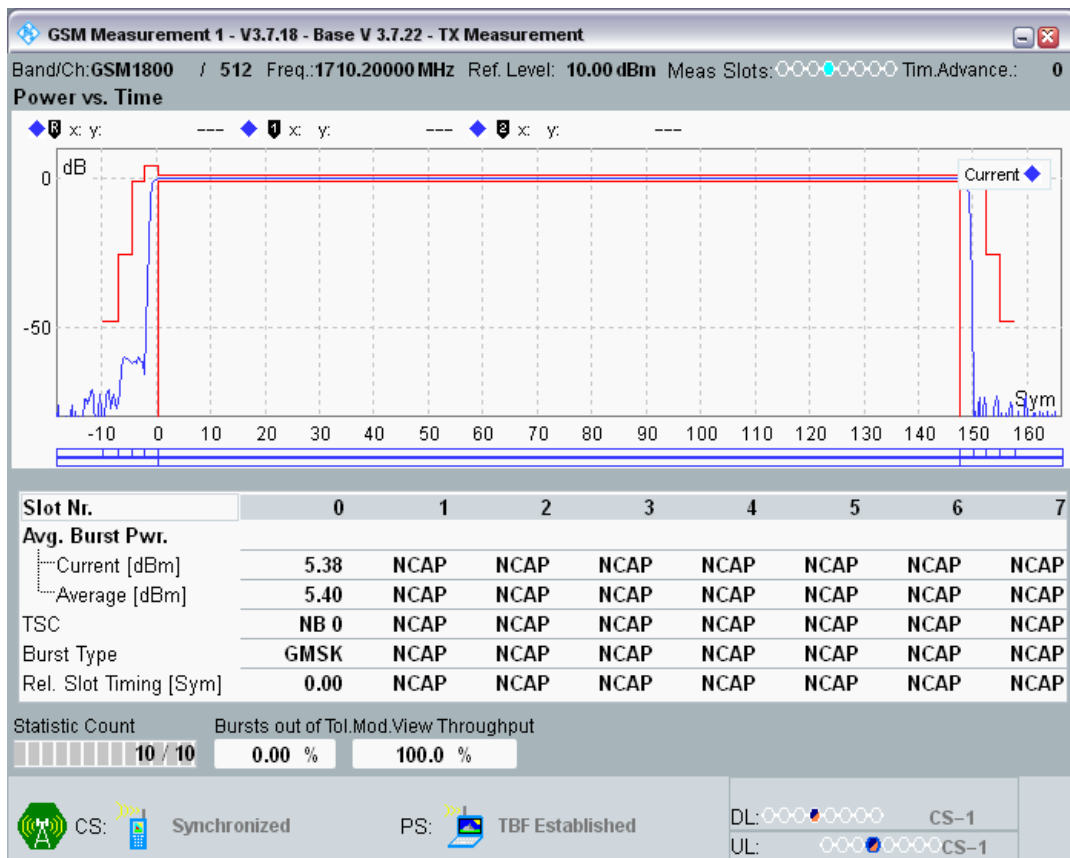 GSM Measurement 1 - V3.7.18 - Base V 3.7.22 - TX Measurement
Band/Ch:GSM1800 / 512 Freq.:1710.20000 MHz Ref. Level: 10.00 dBm Meas Slots: Tim.Advance.: 0
Power vs. Time
R x: y: --- 1 x: y: --- 2 x: y: ---
dB
Current
0
-50
Sym
-10 0 10 20 30 40 50 60 70 80 90 100 110 120 130 140 150 160
Slot Nr. 0 1 2 3 4 5 6 7
Avg. Burst Pwr.
Current [dBm] 5.38 NCAP NCAP NCAP NCAP NCAP NCAP NCAP
Average [dBm] 5.40 NCAP NCAP NCAP NCAP NCAP NCAP NCAP
TSC NB 0 NCAP NCAP NCAP NCAP NCAP NCAP NCAP
Burst Type GMSK NCAP NCAP NCAP NCAP NCAP NCAP NCAP
Rel. Slot Timing [Sym] 0.00 NCAP NCAP NCAP NCAP NCAP NCAP NCAP
Statistic Count Bursts out of Tol. Mod.View Throughput
10 / 10 0.00 % 100.0 %
CS: Synchronized PS: TBF Established
DL: CS-1
UL: CS-1